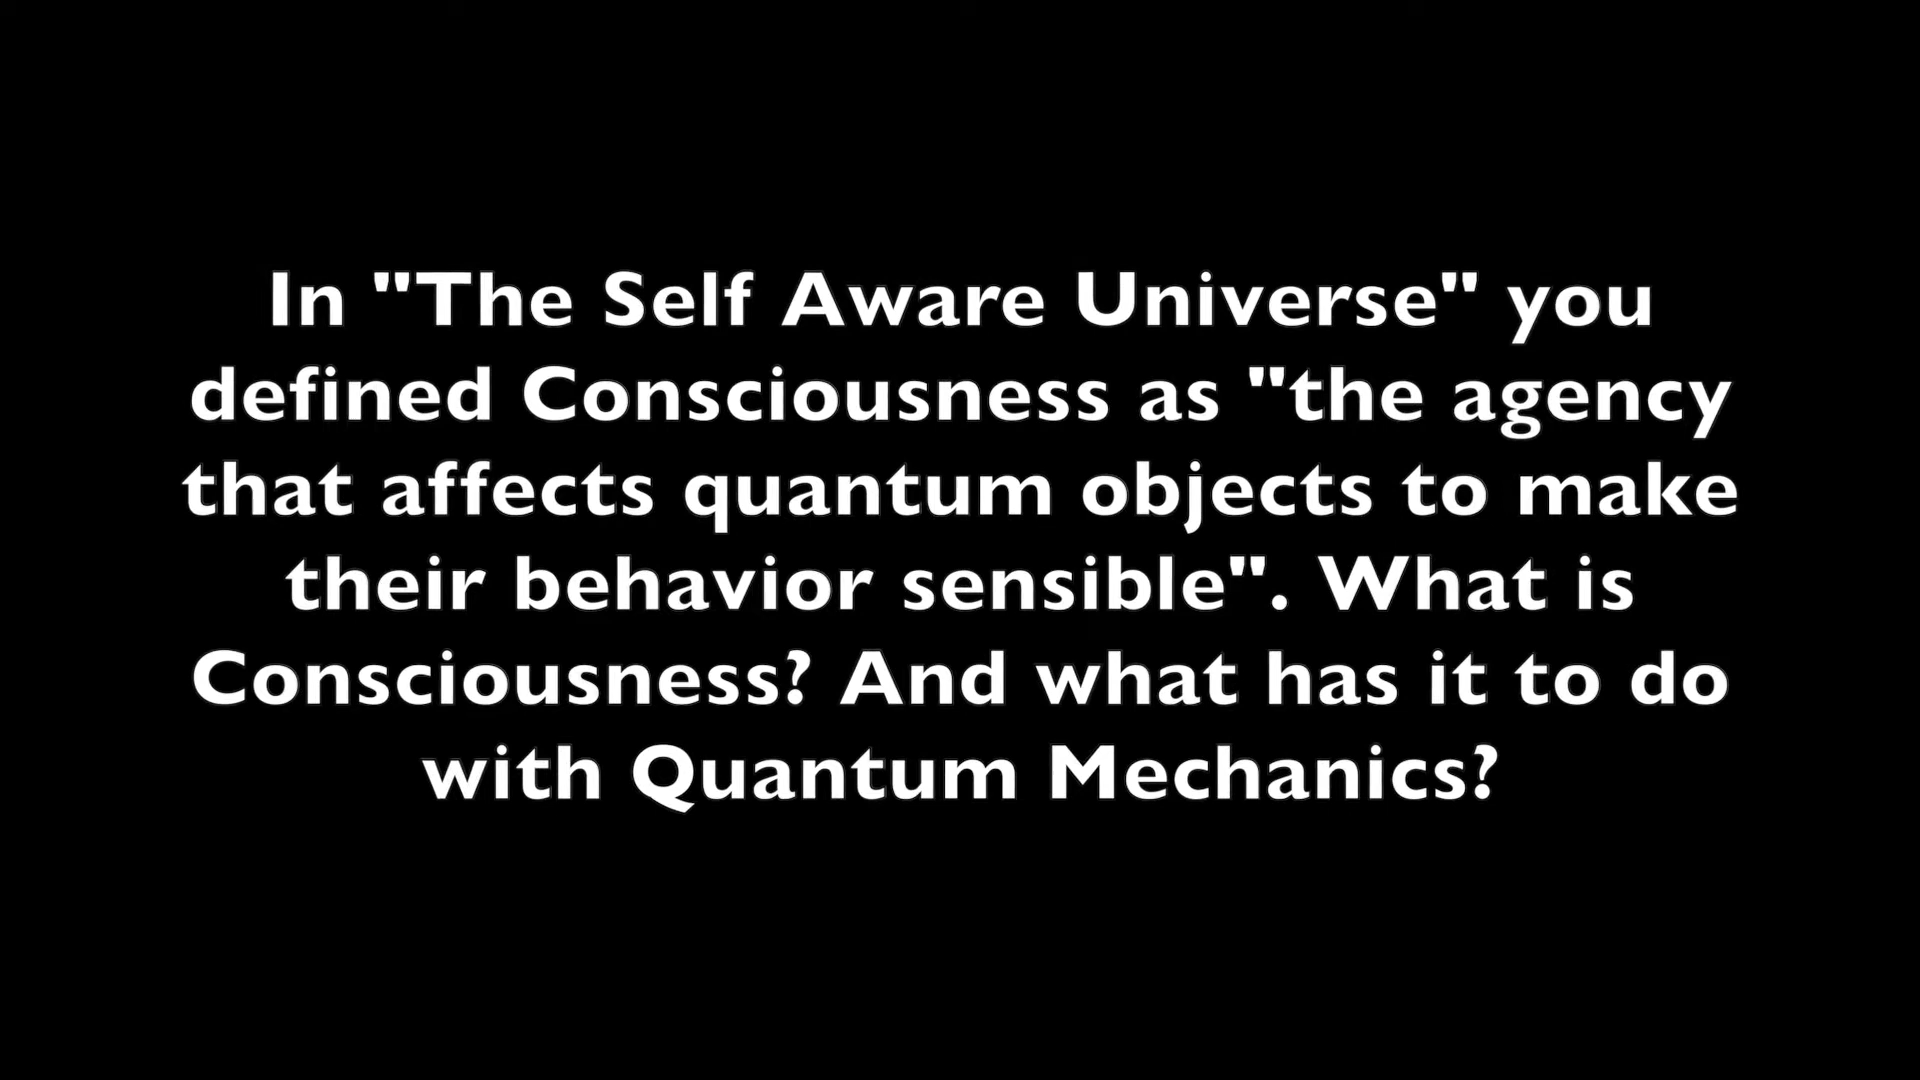 In "The Self Aware Universe" you
defined Consciousness as "the agency
that affects quantum objects to make
their behavior sensible". What is
Consciousness? And what has it to do
with Quantum Mechanics?